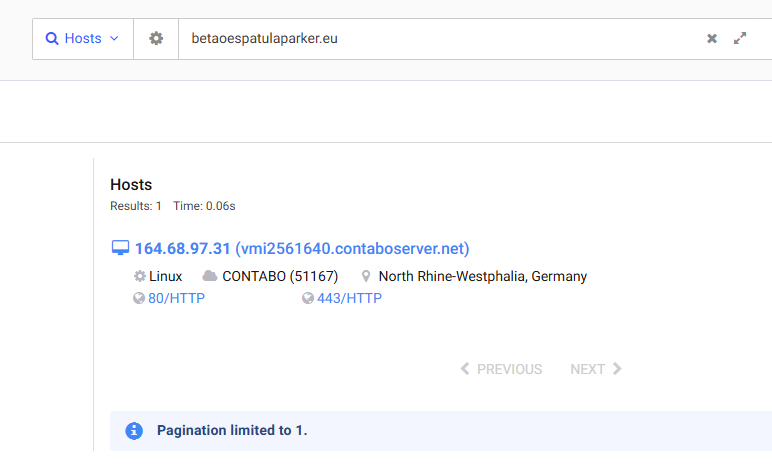 Hosts betaoespatulaparker.eu
Hosts
Results: 1 Time: 0.06s
164.68.97.31 (vmi2561640.contaboserver.net)
Linux CONTABO (51167) North Rhine-Westphalia, Germany
80/HTTP 443/HTTP
PREVIOUS NEXT
Pagination limited to 1.